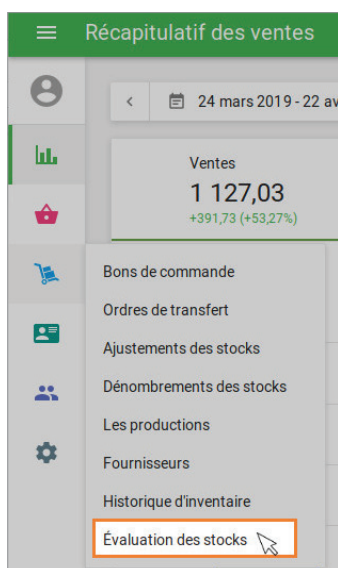 Récapitulatif des ventes
24 mars 2019 - 22 av
Ventes
1 127,03
+391,73 (+53,27%)
Bons de commande
Ordres de transfert
Ajustements des stocks
Dénombrements des stocks
Les productions
Fournisseurs
Historique d'inventaire
Évaluation des stocks